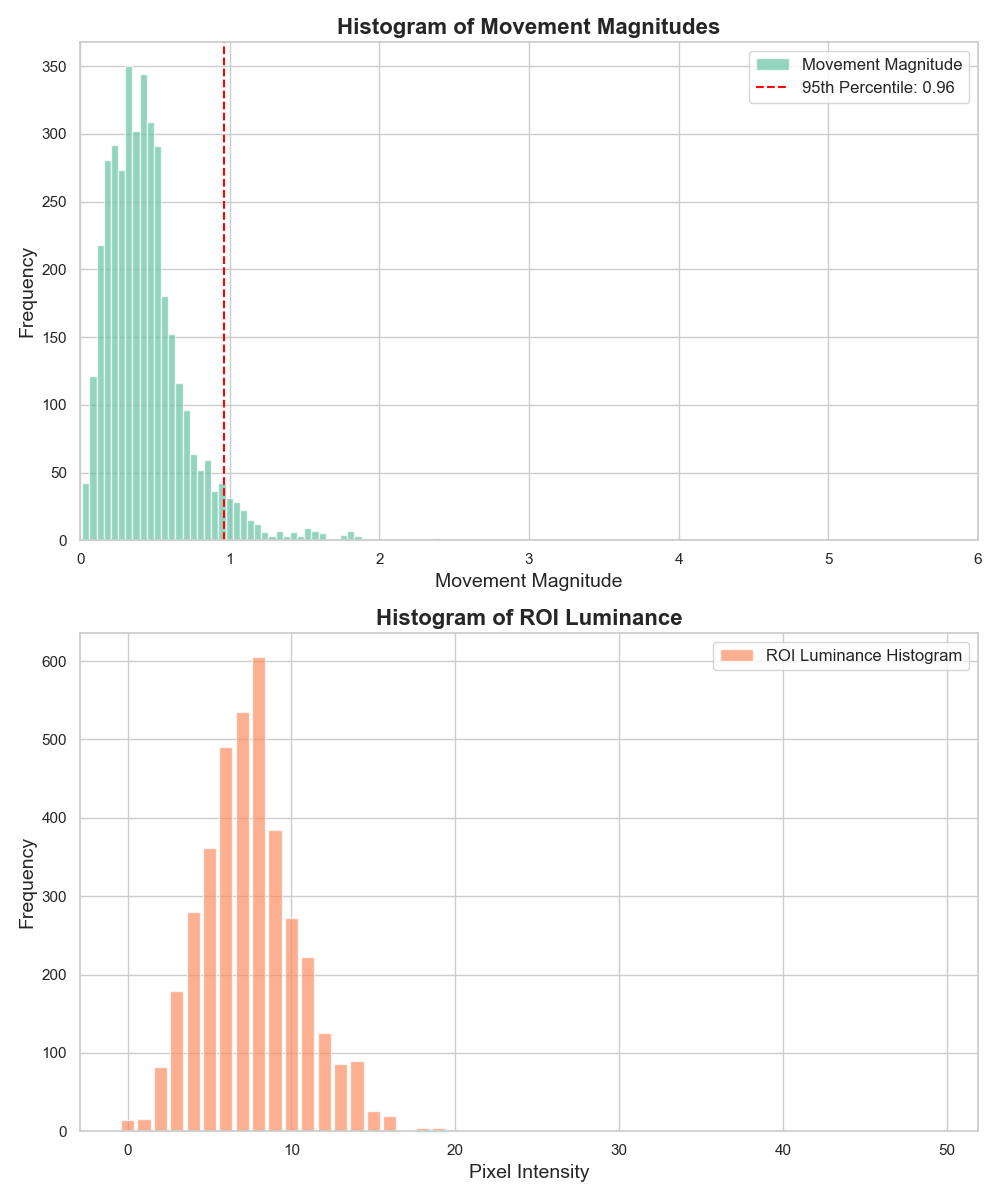 Histogram of Movement Magnitudes
Movement Magnitude
95th Percentile: 0.96
Frequency
350
300
250
200
150
100
50
0
0 1 2 3 4 5 6
Movement Magnitude
Histogram of ROI Luminance
ROI Luminance Histogram
Frequency
600
500
400
300
200
100
0
0 10 20 30 40 50
Pixel Intensity